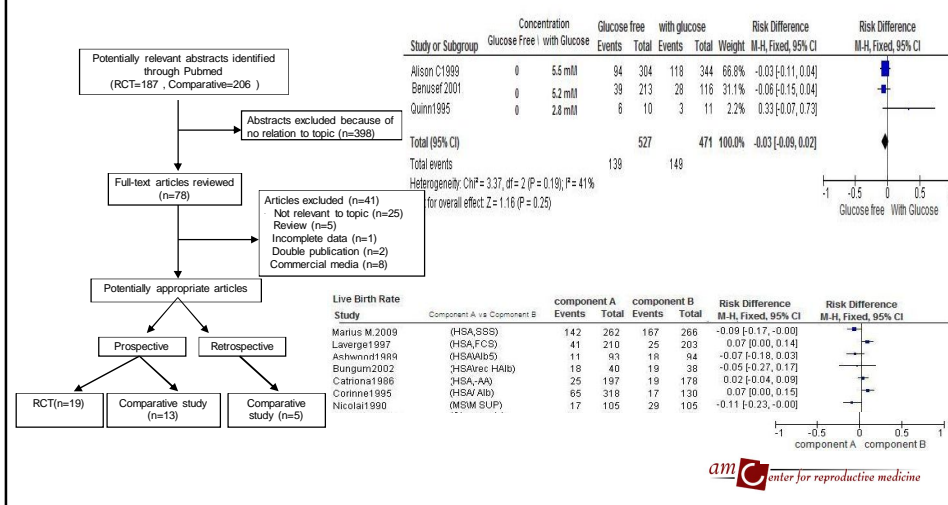 Potentially relevant abstracts identified
through Pubmed
(RCT=187 , Comparative=206 )
Abstracts excluded because of
no relation to topic (n=398)
Full-text articles reviewed
(n=78)
Articles excluded (n=41)
Not relevant to topic (n=25)
Review (n=5)
Incomplete data (n=1)
Double publication (n=2)
Commercial media (n=8)
Potentially appropriate articles
Prospective
Retrospective
RCT(n=19)
Comparative study
(n=13)
Comparative
study (n=5)
Concentration Glucose free with glucose Risk Difference Risk Difference
Study or Subgroup Glucose Free \ with Glucose Events Total Events Total Weight M-H, Fixed, 95% CI M-H, Fixed, 95% CI
Alison C1999 0 5.5 mM 94 304 118 344 66.8% -0.03 [-0.11, 0.04]
Benusef 2001 0 5.2 mM 39 213 28 116 31.1% -0.06 [-0.15, 0.04]
Quinn1995 0 2.8 mM 6 10 3 11 2.2% 0.33 [-0.07, 0.73]
Total (95% CI) 527 471 100.0% -0.03 [-0.09, 0.02]
Total events 139 149
Heterogeneity: Chi² = 3.37, df = 2 (P = 0.19); I² = 41%
for overall effect: Z = 1.16 (P = 0.25)
-1 -0.5 0 0.5 1
Glucose free With Glucose
Live Birth Rate component A component B Risk Difference Risk Difference
Study Component A vs Copmonent B Events Total Events Total M-H, Fixed, 95% CI M-H, Fixed, 95% CI
Marius M.2009 (HSA,SSS) 142 262 167 266 -0.09 [-0.17, -0.00]
Laverge1997 (HSA,FCS) 41 210 25 203 0.07 [0.00, 0.14]
Ashwood1989 (HSA\Alb5) 11 93 18 94 -0.07 [-0.18, 0.03]
Bungum2002 (HSA\rec HAlb) 18 40 19 38 -0.05 [-0.27, 0.17]
Catriona1986 (HSA,-AA) 25 197 19 178 0.02 [-0.04, 0.09]
Corinne1995 (HSA/ Alb) 65 318 17 130 0.07 [0.00, 0.15]
Nicolai1990 (MS\M SUP) 17 105 29 105 -0.11 [-0.23, -0.00]
-1 -0.5 0 0.5 1
component A component B
am Center for reproductive medicine